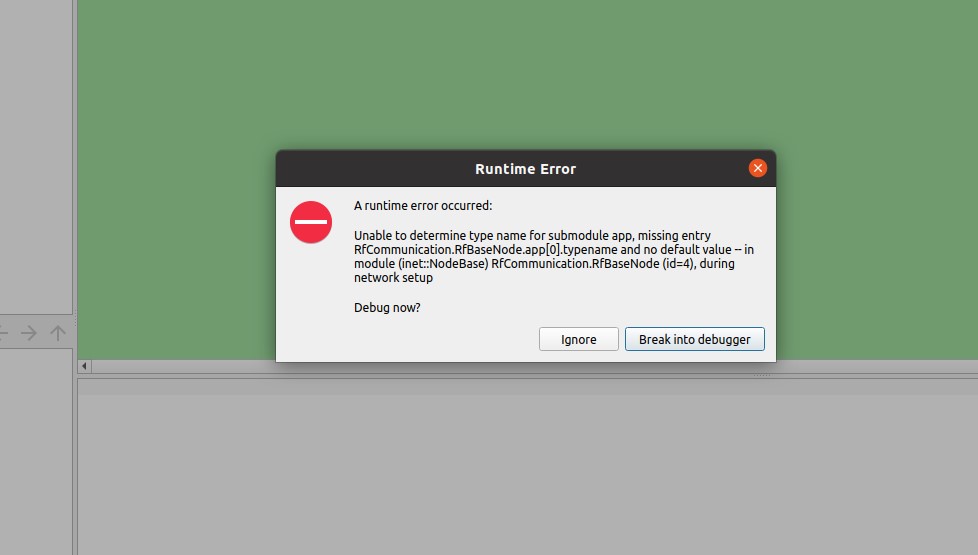 Runtime Error
A runtime error occurred:
Unable to determine type name for submodule app, missing entry
RfCommunication.RfBaseNode.app[0].typename and no default value -- in
module (inet::NodeBase) RfCommunication.RfBaseNode (id=4), during
network setup
Debug now?
Ignore
Break into debugger